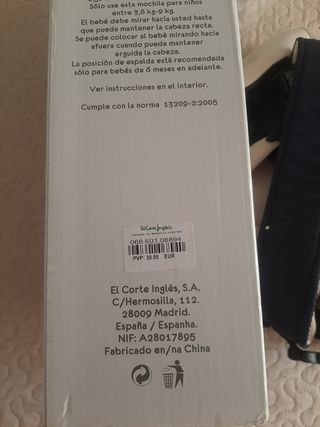 Sólo use esta mochila para niños
entre 3,6 kg-9 kg.
El bebé debe mirar hacia usted hasta
que pueda mantener la cabeza recta.
Se puede colocar al bebé mirando hacia
afuera cuando pueda mantener
erguida la cabeza.
La posición de espalda está recomendada
sólo para bebés de 6 meses en adelante.
Ver instrucciones en el interior.
Cumple con la norma 13209-2:2005
El Corte Inglés
068 601 06894
PVP: 39.95 EUR
El Corte Inglés, S.A.
C/Hermosilla, 112.
28009 Madrid.
España / Espanha.
NIF: A28017895
Fabricado en/na China